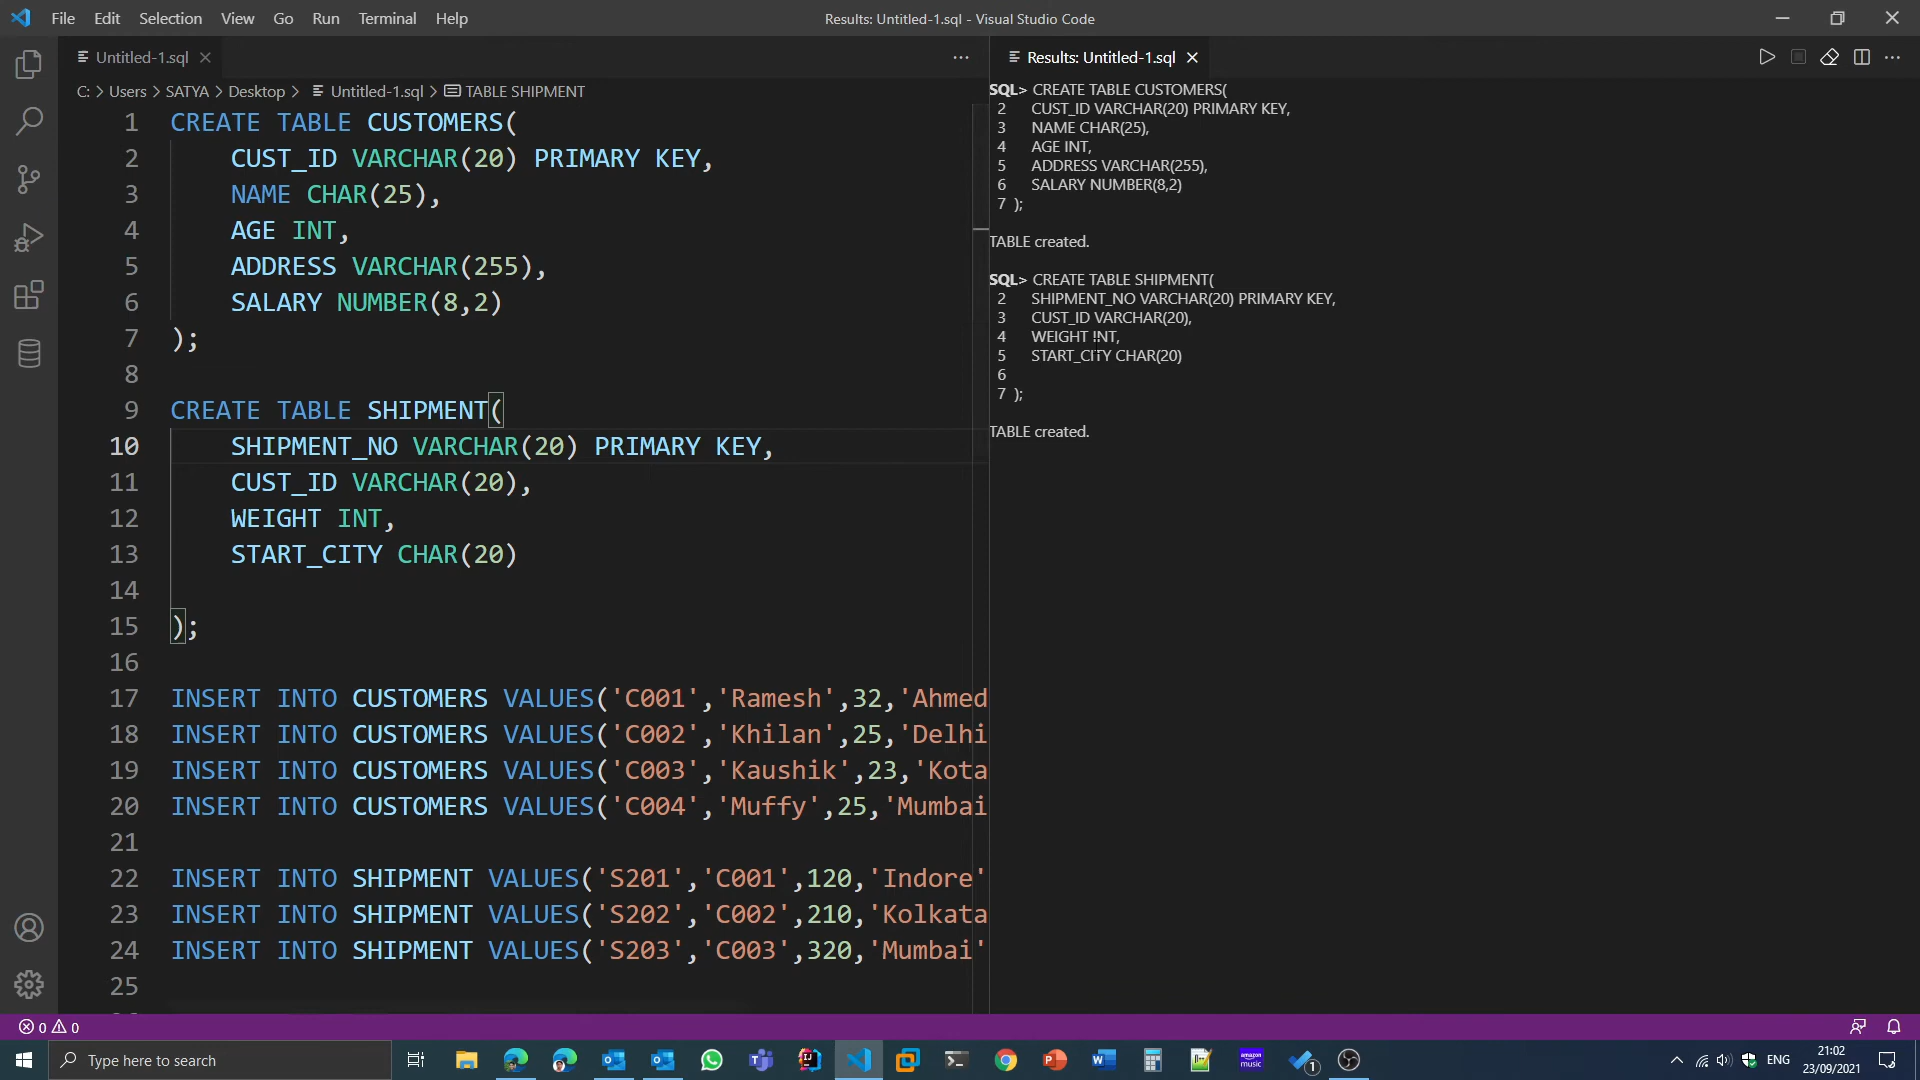 File Edit Selection View Go Run Terminal Help
Results: Untitled-1.sql - Visual Studio Code
Untitled-1.sql
C: > Users > SATYA > Desktop > Untitled-1.sql > TABLE SHIPMENT
1 CREATE TABLE CUSTOMERS(
2 CUST_ID VARCHAR(20) PRIMARY KEY,
3 NAME CHAR(25),
4 AGE INT,
5 ADDRESS VARCHAR(255),
6 SALARY NUMBER(8,2)
7 );
8
9 CREATE TABLE SHIPMENT(
10 SHIPMENT_NO VARCHAR(20) PRIMARY KEY,
11 CUST_ID VARCHAR(20),
12 WEIGHT INT,
13 START_CITY CHAR(20)
14
15 );
16
17 INSERT INTO CUSTOMERS VALUES('C001','Ramesh',32,'Ahmed
18 INSERT INTO CUSTOMERS VALUES('C002','Khilan',25,'Delhi
19 INSERT INTO CUSTOMERS VALUES('C003','Kaushik',23,'Kota
20 INSERT INTO CUSTOMERS VALUES('C004','Muffy',25,'Mumbai
21
22 INSERT INTO SHIPMENT VALUES('S201','C001',120,'Indore'
23 INSERT INTO SHIPMENT VALUES('S202','C002',210,'Kolkata
24 INSERT INTO SHIPMENT VALUES('S203','C003',320,'Mumbai'
25
Results: Untitled-1.sql
SQL> CREATE TABLE CUSTOMERS(
2 CUST_ID VARCHAR(20) PRIMARY KEY,
3 NAME CHAR(25),
4 AGE INT,
5 ADDRESS VARCHAR(255),
6 SALARY NUMBER(8,2)
7 );
TABLE created.
SQL> CREATE TABLE SHIPMENT(
2 SHIPMENT_NO VARCHAR(20) PRIMARY KEY,
3 CUST_ID VARCHAR(20),
4 WEIGHT INT,
5 START_CITY CHAR(20)
6
7 );
TABLE created.
0 0
Type here to search
amazon music
1
ENG
21:02
23/09/2021